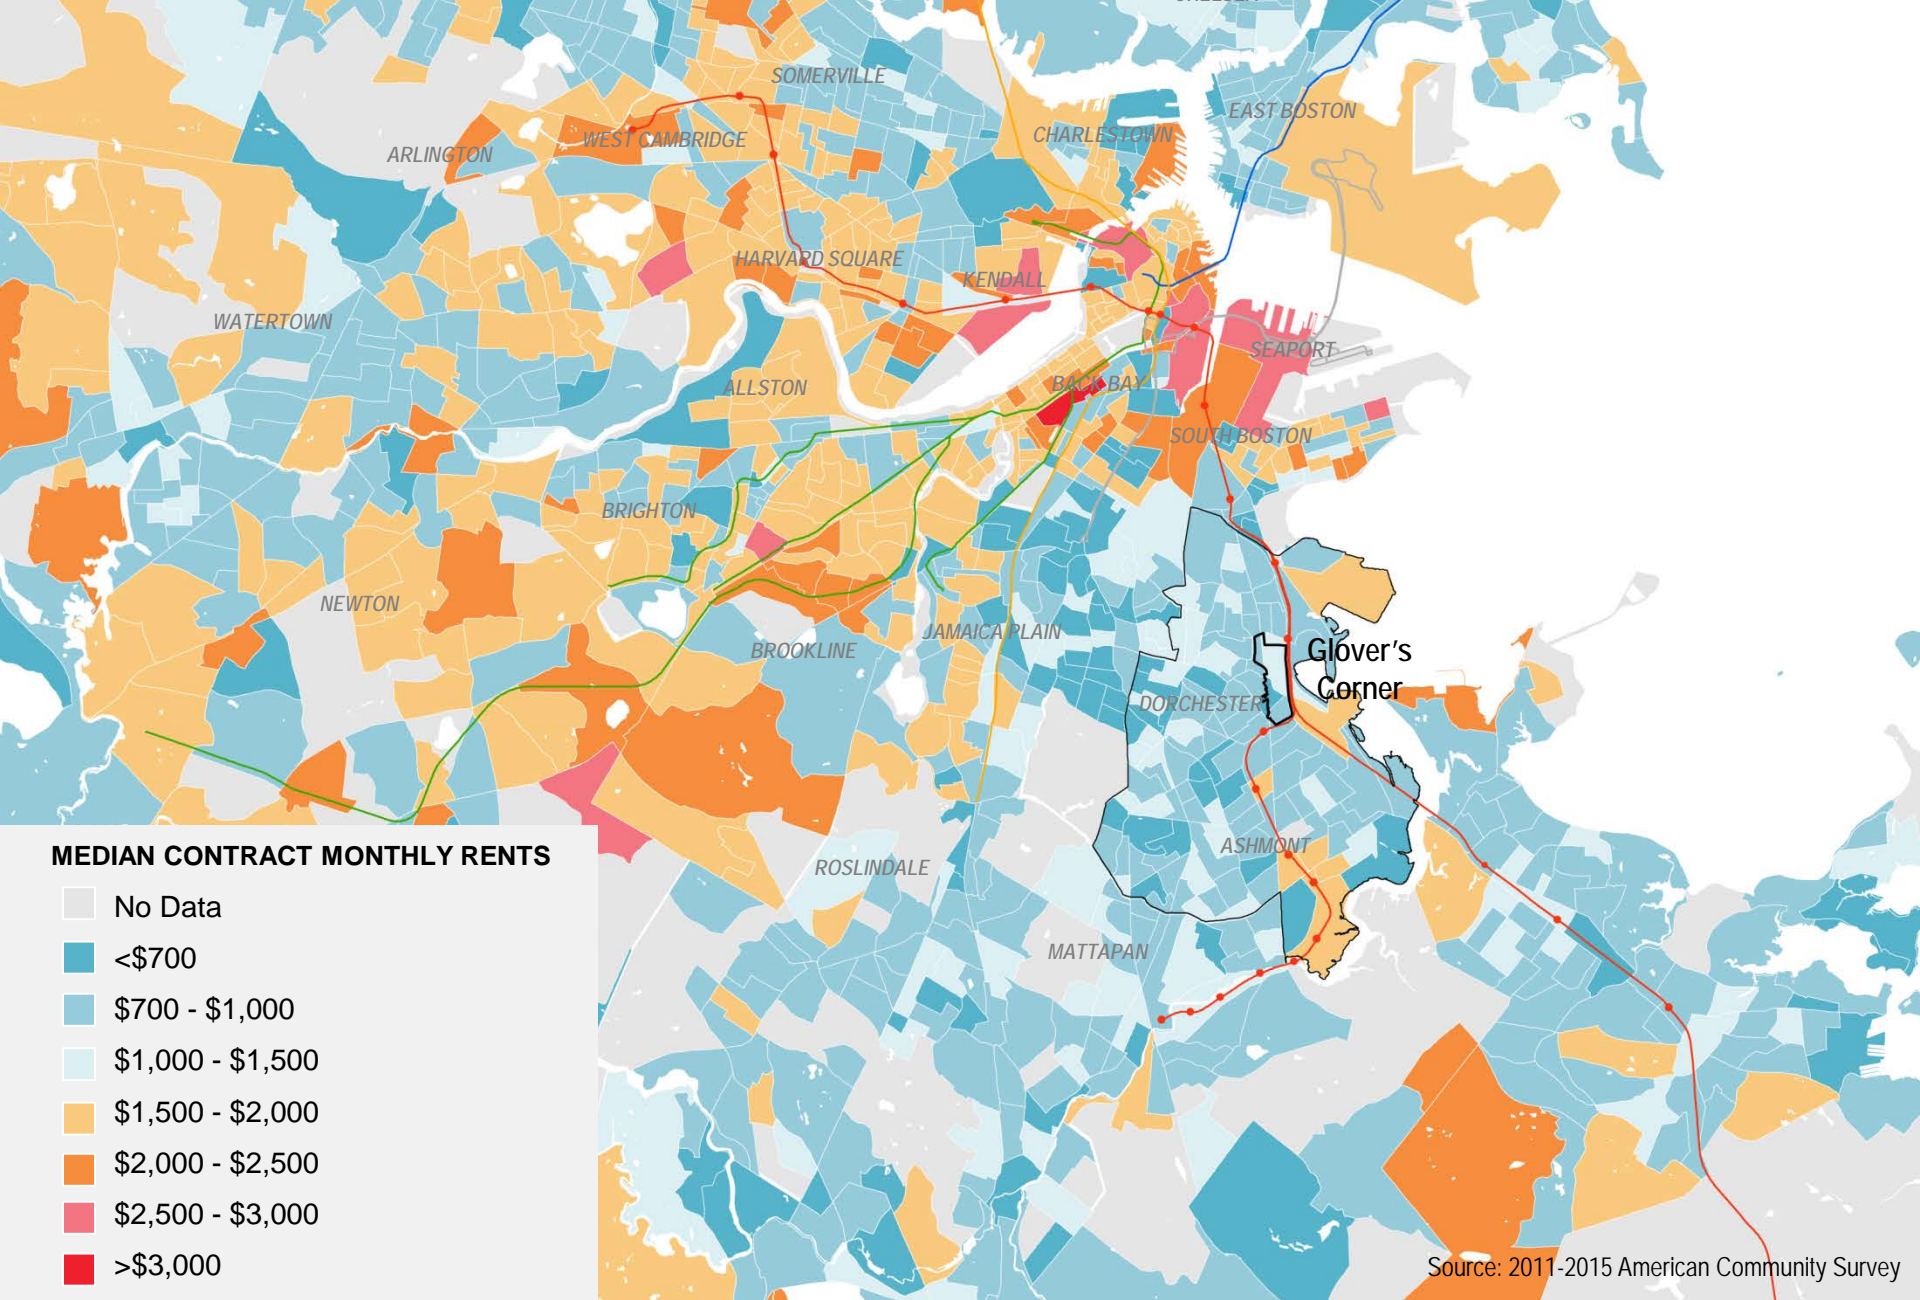 SOMERVILLE
EAST BOSTON
CHARLESTOWN
WEST CAMBRIDGE
ARLINGTON
HARVARD SQUARE
KENDALL
WATERTOWN
SEAPORT
BACK BAY
ALLSTON
SOUTH BOSTON
BRIGHTON
NEWTON
JAMAICA PLAIN
BROOKLINE
Glover's
Corner
DORCHESTER
ASHMONT
ROSLINDALE
MATTAPAN
MEDIAN CONTRACT MONTHLY RENTS
No Data
<$700
$700 - $1,000
$1,000 - $1,500
$1,500 - $2,000
$2,000 - $2,500
$2,500 - $3,000
>$3,000
Source: 2011-2015 American Community Survey